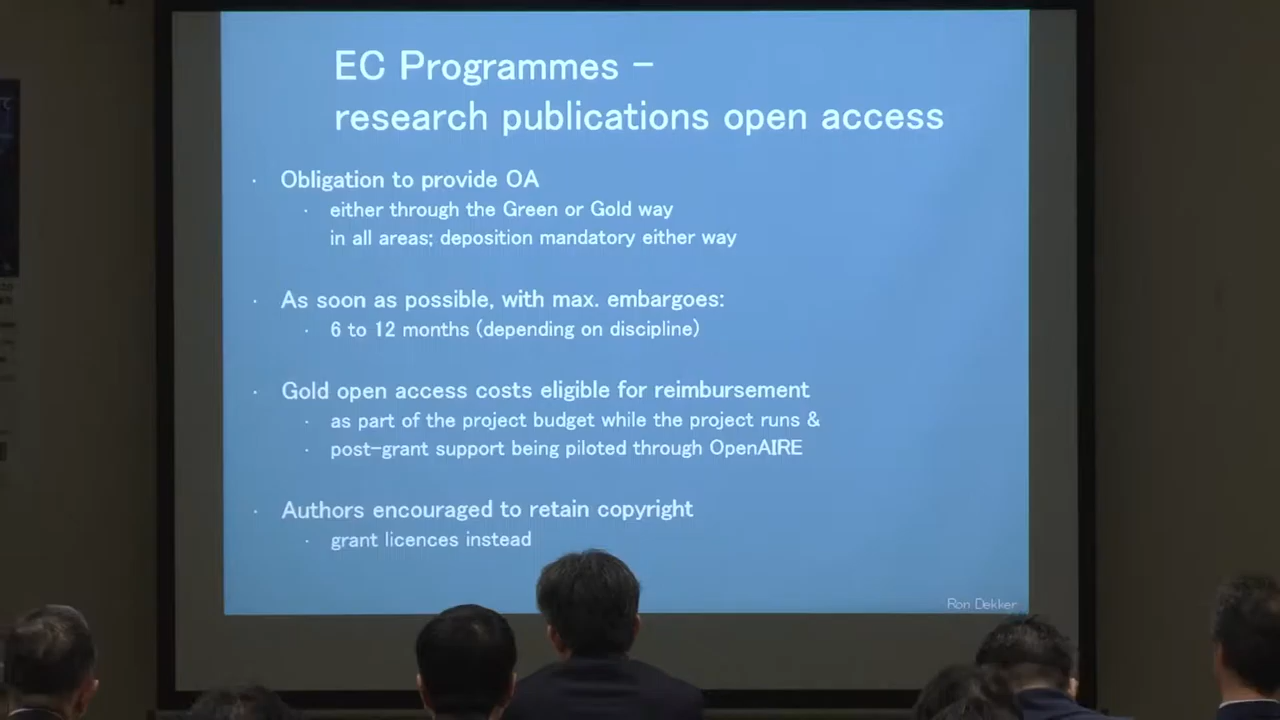 EC Programmes –
research publications open access
· Obligation to provide OA
· either through the Green or Gold way
in all areas; deposition mandatory either way
· As soon as possible, with max. embargoes:
· 6 to 12 months (depending on discipline)
· Gold open access costs eligible for reimbursement
· as part of the project budget while the project runs &
· post-grant support being piloted through OpenAIRE
· Authors encouraged to retain copyright
· grant licences instead
Ron Dekker